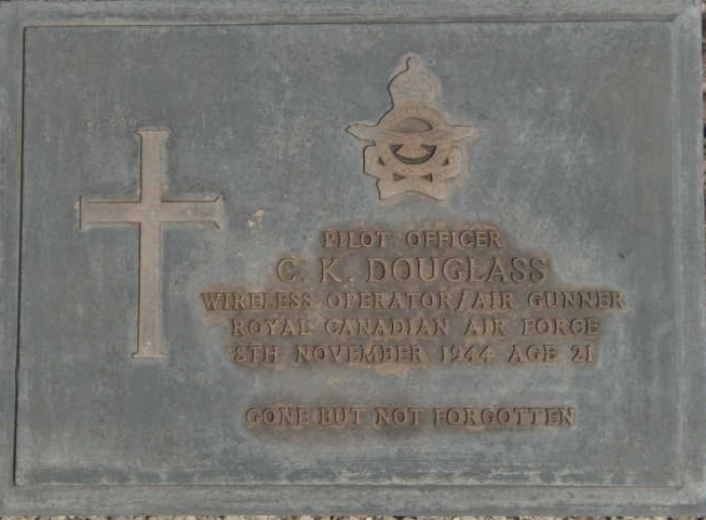 PILOT OFFICER
C. K. DOUGLASS
WIRELESS OPERATOR/AIR GUNNER
ROYAL CANADIAN AIR FORCE
8TH NOVEMBER 1944 AGE 21
GONE BUT NOT FORGOTTEN